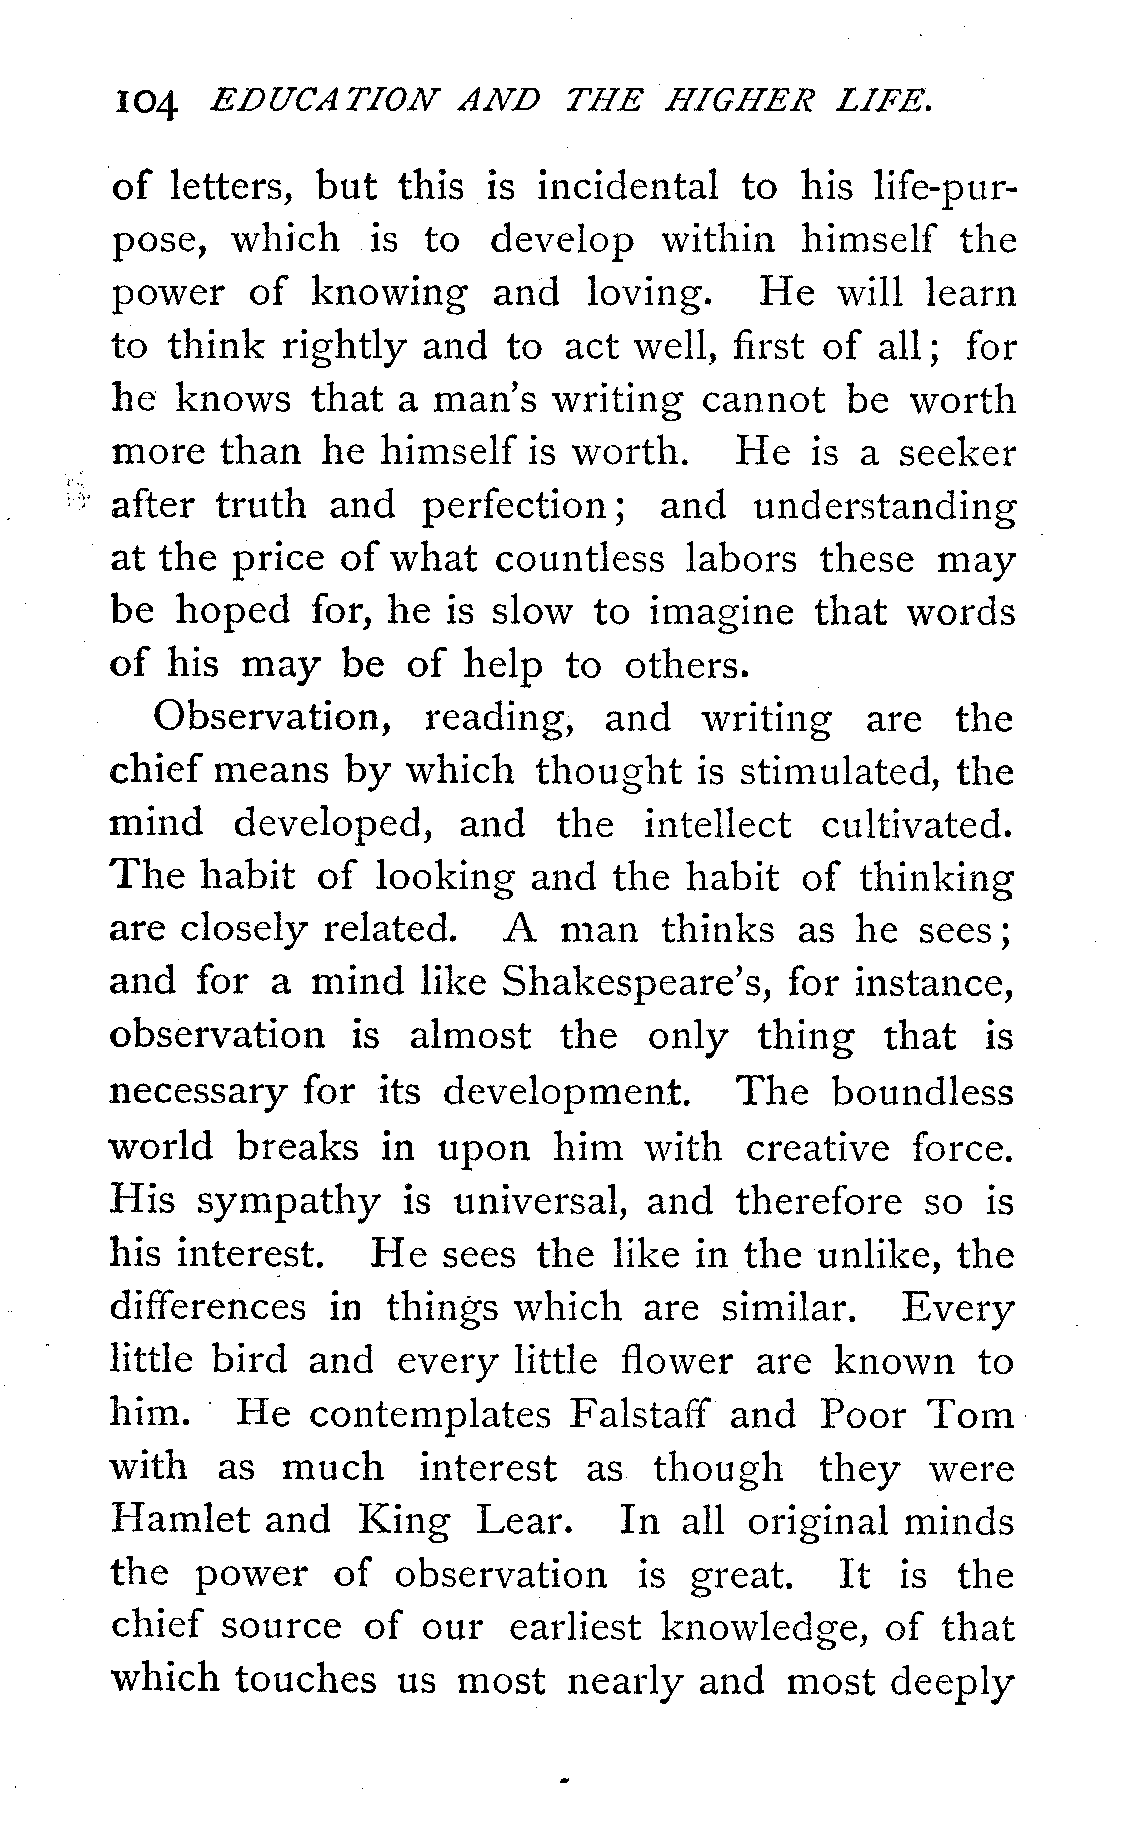 104 EDUCATION AND THE HIGHER LIFE.
of letters, but this is incidental to his life-pur-
pose, which is to develop within himself the
power of knowing and loving. He will learn
to think rightly and to act well, first of all; for
he knows that a man's writing cannot be worth
more than he himself is worth. He is a seeker
after truth and perfection; and understanding
at the price of what countless labors these may
be hoped for, he is slow to imagine that words
of his may be of help to others.
Observation, reading, and writing are the
chief means by which thought is stimulated, the
mind developed, and the intellect cultivated.
The habit of looking and the habit of thinking
are closely related. A man thinks as he sees;
and for a mind like Shakespeare's, for instance,
observation is almost the only thing that is
necessary for its development. The boundless
world breaks in upon him with creative force.
His sympathy is universal, and therefore so is
his interest. He sees the like in the unlike, the
differences in things which are similar. Every
little bird and every little flower are known to
him. He contemplates Falstaff and Poor Tom
with as much interest as though they were
Hamlet and King Lear. In all original minds
the power of observation is great. It is the
chief source of our earliest knowledge, of that
which touches us most nearly and most deeply